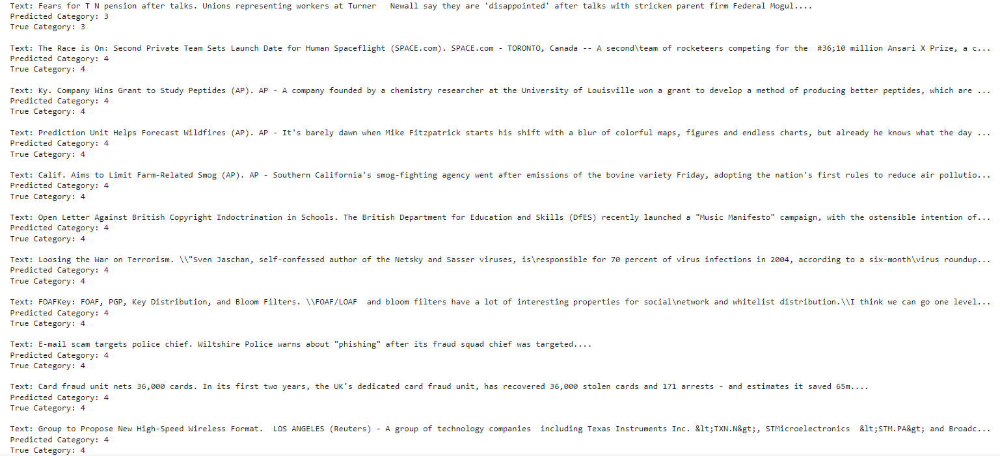 Text: Fears for T N pension after talks. Unions representing workers at Turner   Newall say they are 'disappointed' after talks with stricken parent firm Federal Mogul....
Predicted Category: 3
True Category: 3

Text: The Race is On: Second Private Team Sets Launch Date for Human Spaceflight (SPACE.com). SPACE.com - TORONTO, Canada -- A second\team of rocketeers competing for the  #36;10 million Ansari X Prize, a c...
Predicted Category: 4
True Category: 4

Text: Ky. Company Wins Grant to Study Peptides (AP). AP - A company founded by a chemistry researcher at the University of Louisville won a grant to develop a method of producing better peptides, which are ...
Predicted Category: 4
True Category: 4

Text: Prediction Unit Helps Forecast Wildfires (AP). AP - It's barely dawn when Mike Fitzpatrick starts his shift with a blur of colorful maps, figures and endless charts, but already he knows what the day ...
Predicted Category: 4
True Category: 4

Text: Calif. Aims to Limit Farm-Related Smog (AP). AP - Southern California's smog-fighting agency went after emissions of the bovine variety Friday, adopting the nation's first rules to reduce air pollutio...
Predicted Category: 4
True Category: 4

Text: Open Letter Against British Copyright Indoctrination in Schools. The British Department for Education and Skills (DfES) recently launched a "Music Manifesto" campaign, with the ostensible intention of...
Predicted Category: 4
True Category: 4

Text: Loosing the War on Terrorism. \\"Sven Jaschan, self-confessed author of the Netsky and Sasser viruses, is\responsible for 70 percent of virus infections in 2004, according to a six-month\virus roundup...
Predicted Category: 4
True Category: 4

Text: FOAFKey: FOAF, PGP, Key Distribution, and Bloom Filters. \\FOAF/LOAF  and bloom filters have a lot of interesting properties for social\network and whitelist distribution.\\I think we can go one level...
Predicted Category: 4
True Category: 4

Text: E-mail scam targets police chief. Wiltshire Police warns about "phishing" after its fraud squad chief was targeted....
Predicted Category: 4
True Category: 4

Text: Card fraud unit nets 36,000 cards. In its first two years, the UK's dedicated card fraud unit, has recovered 36,000 stolen cards and 171 arrests - and estimates it saved 65m....
Predicted Category: 4
True Category: 4

Text: Group to Propose New High-Speed Wireless Format.  LOS ANGELES (Reuters) - A group of technology companies  including Texas Instruments Inc. &lt;TXN.N&gt;, STMicroelectronics  &lt;STM.PA&gt; and Broadc...
Predicted Category: 4
True Category: 4